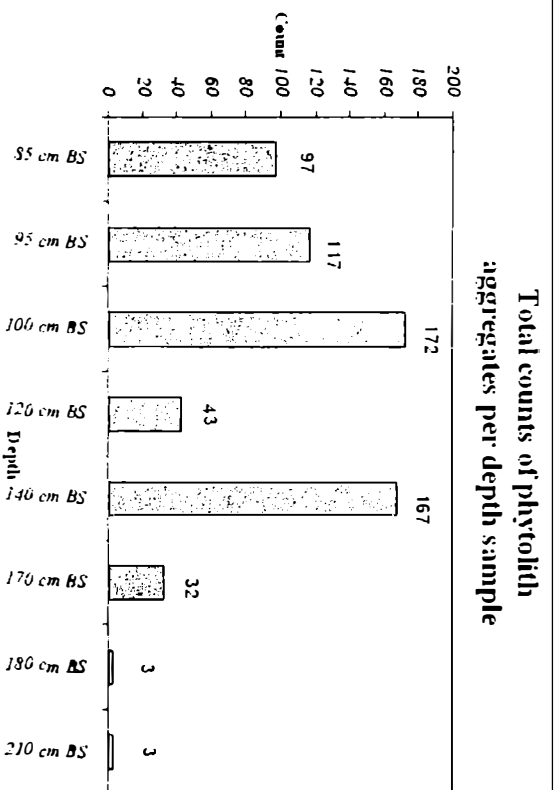 Total counts of phytolith
aggregates per depth sample
Count
200
180
160
140
120
100
80
60
40
20
0
97
117
172
43
167
32
3
3
85 cm BS
95 cm BS
100 cm BS
120 cm BS
140 cm BS
170 cm BS
180 cm BS
210 cm BS
Depth